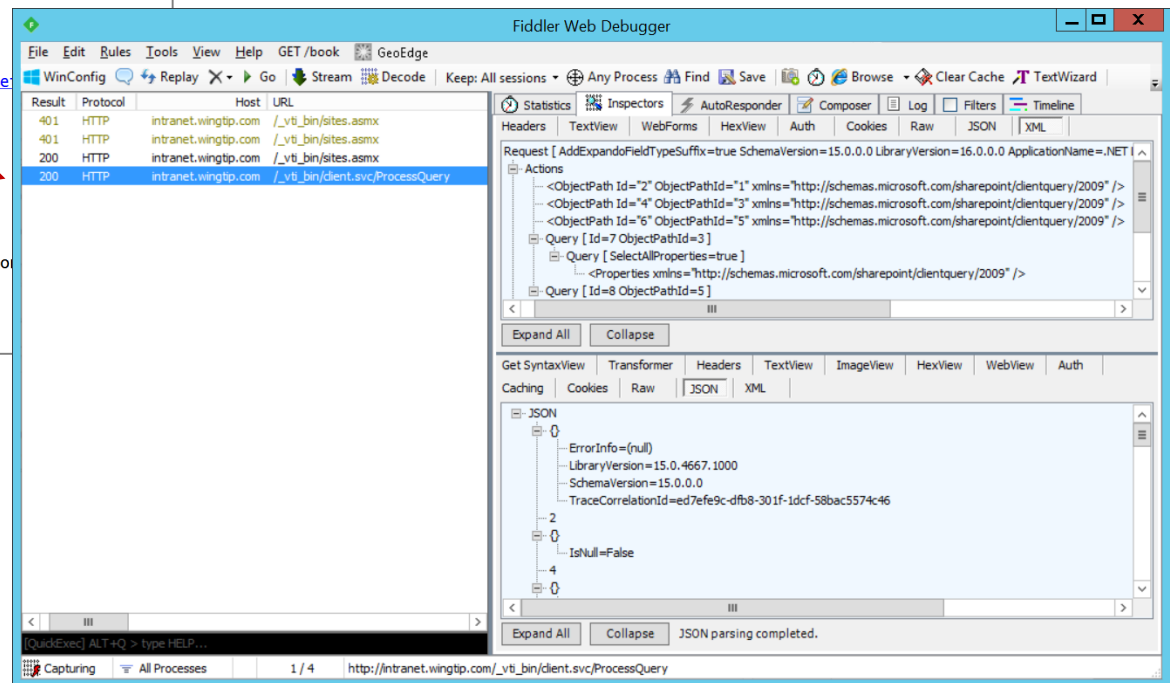 Fiddler Web Debugger
File Edit Rules Tools View Help GET /book GeoEdge
WinConfig Replay Go Stream Decode Keep: All sessions Any Process Find Save Browse Clear Cache TextWizard
Result Protocol Host URL
401 HTTP intranet.wingtip.com /_vti_bin/sites.asmx
401 HTTP intranet.wingtip.com /_vti_bin/sites.asmx
200 HTTP intranet.wingtip.com /_vti_bin/sites.asmx
200 HTTP intranet.wingtip.com /_vti_bin/client.svc/ProcessQuery
Statistics Inspectors AutoResponder Composer Log Filters Timeline
Headers TextView WebForms HexView Auth Cookies Raw JSON XML
Request [ AddExpandoFieldTypeSuffix=true SchemaVersion=15.0.0.0 LibraryVersion=16.0.0.0 ApplicationName=.NET
Actions
<ObjectPath Id="2" ObjectPathId="1" xmlns="http://schemas.microsoft.com/sharepoint/clientquery/2009" />
<ObjectPath Id="4" ObjectPathId="3" xmlns="http://schemas.microsoft.com/sharepoint/clientquery/2009" />
<ObjectPath Id="6" ObjectPathId="5" xmlns="http://schemas.microsoft.com/sharepoint/clientquery/2009" />
Query [ Id=7 ObjectPathId=3 ]
Query [ SelectAllProperties=true ]
<Properties xmlns="http://schemas.microsoft.com/sharepoint/clientquery/2009" />
Query [ Id=8 ObjectPathId=5 ]
Expand All Collapse
Get SyntaxView Transformer Headers TextView ImageView HexView WebView Auth
Caching Cookies Raw JSON XML
JSON
{}
ErrorInfo=(null)
LibraryVersion=15.0.4667.1000
SchemaVersion=15.0.0.0
TraceCorrelationId=ed7efe9c-dfb8-301f-1dcf-58bac5574c46
2
{}
IsNull=False
4
{}
Expand All Collapse JSON parsing completed.
[QuickExec] ALT+Q > type HELP...
Capturing All Processes 1 / 4 http://intranet.wingtip.com/_vti_bin/client.svc/ProcessQuery